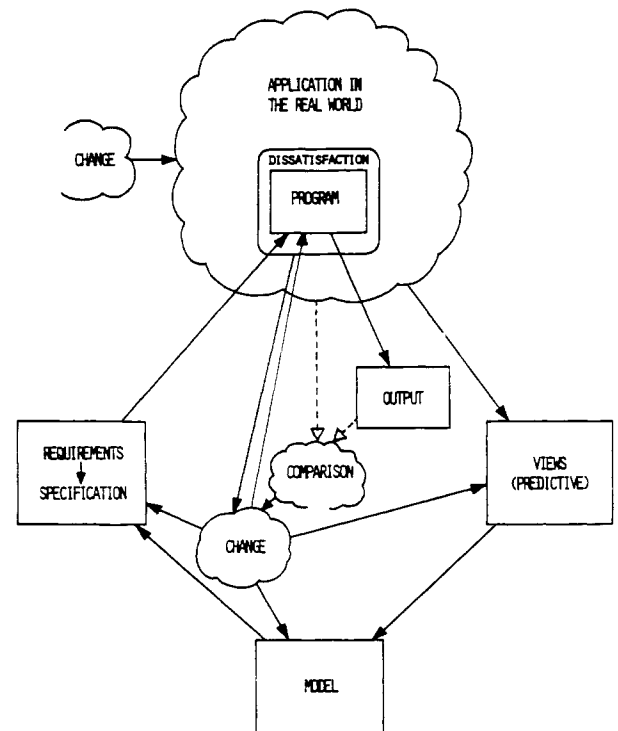 APPLICATION IN
THE REAL WORLD
CHANGE
DISSATISFACTION
PROGRAM
OUTPUT
REQUIREMENTS
SPECIFICATION
COMPARISON
VIEWS
(PREDICTIVE)
CHANGE
MODEL